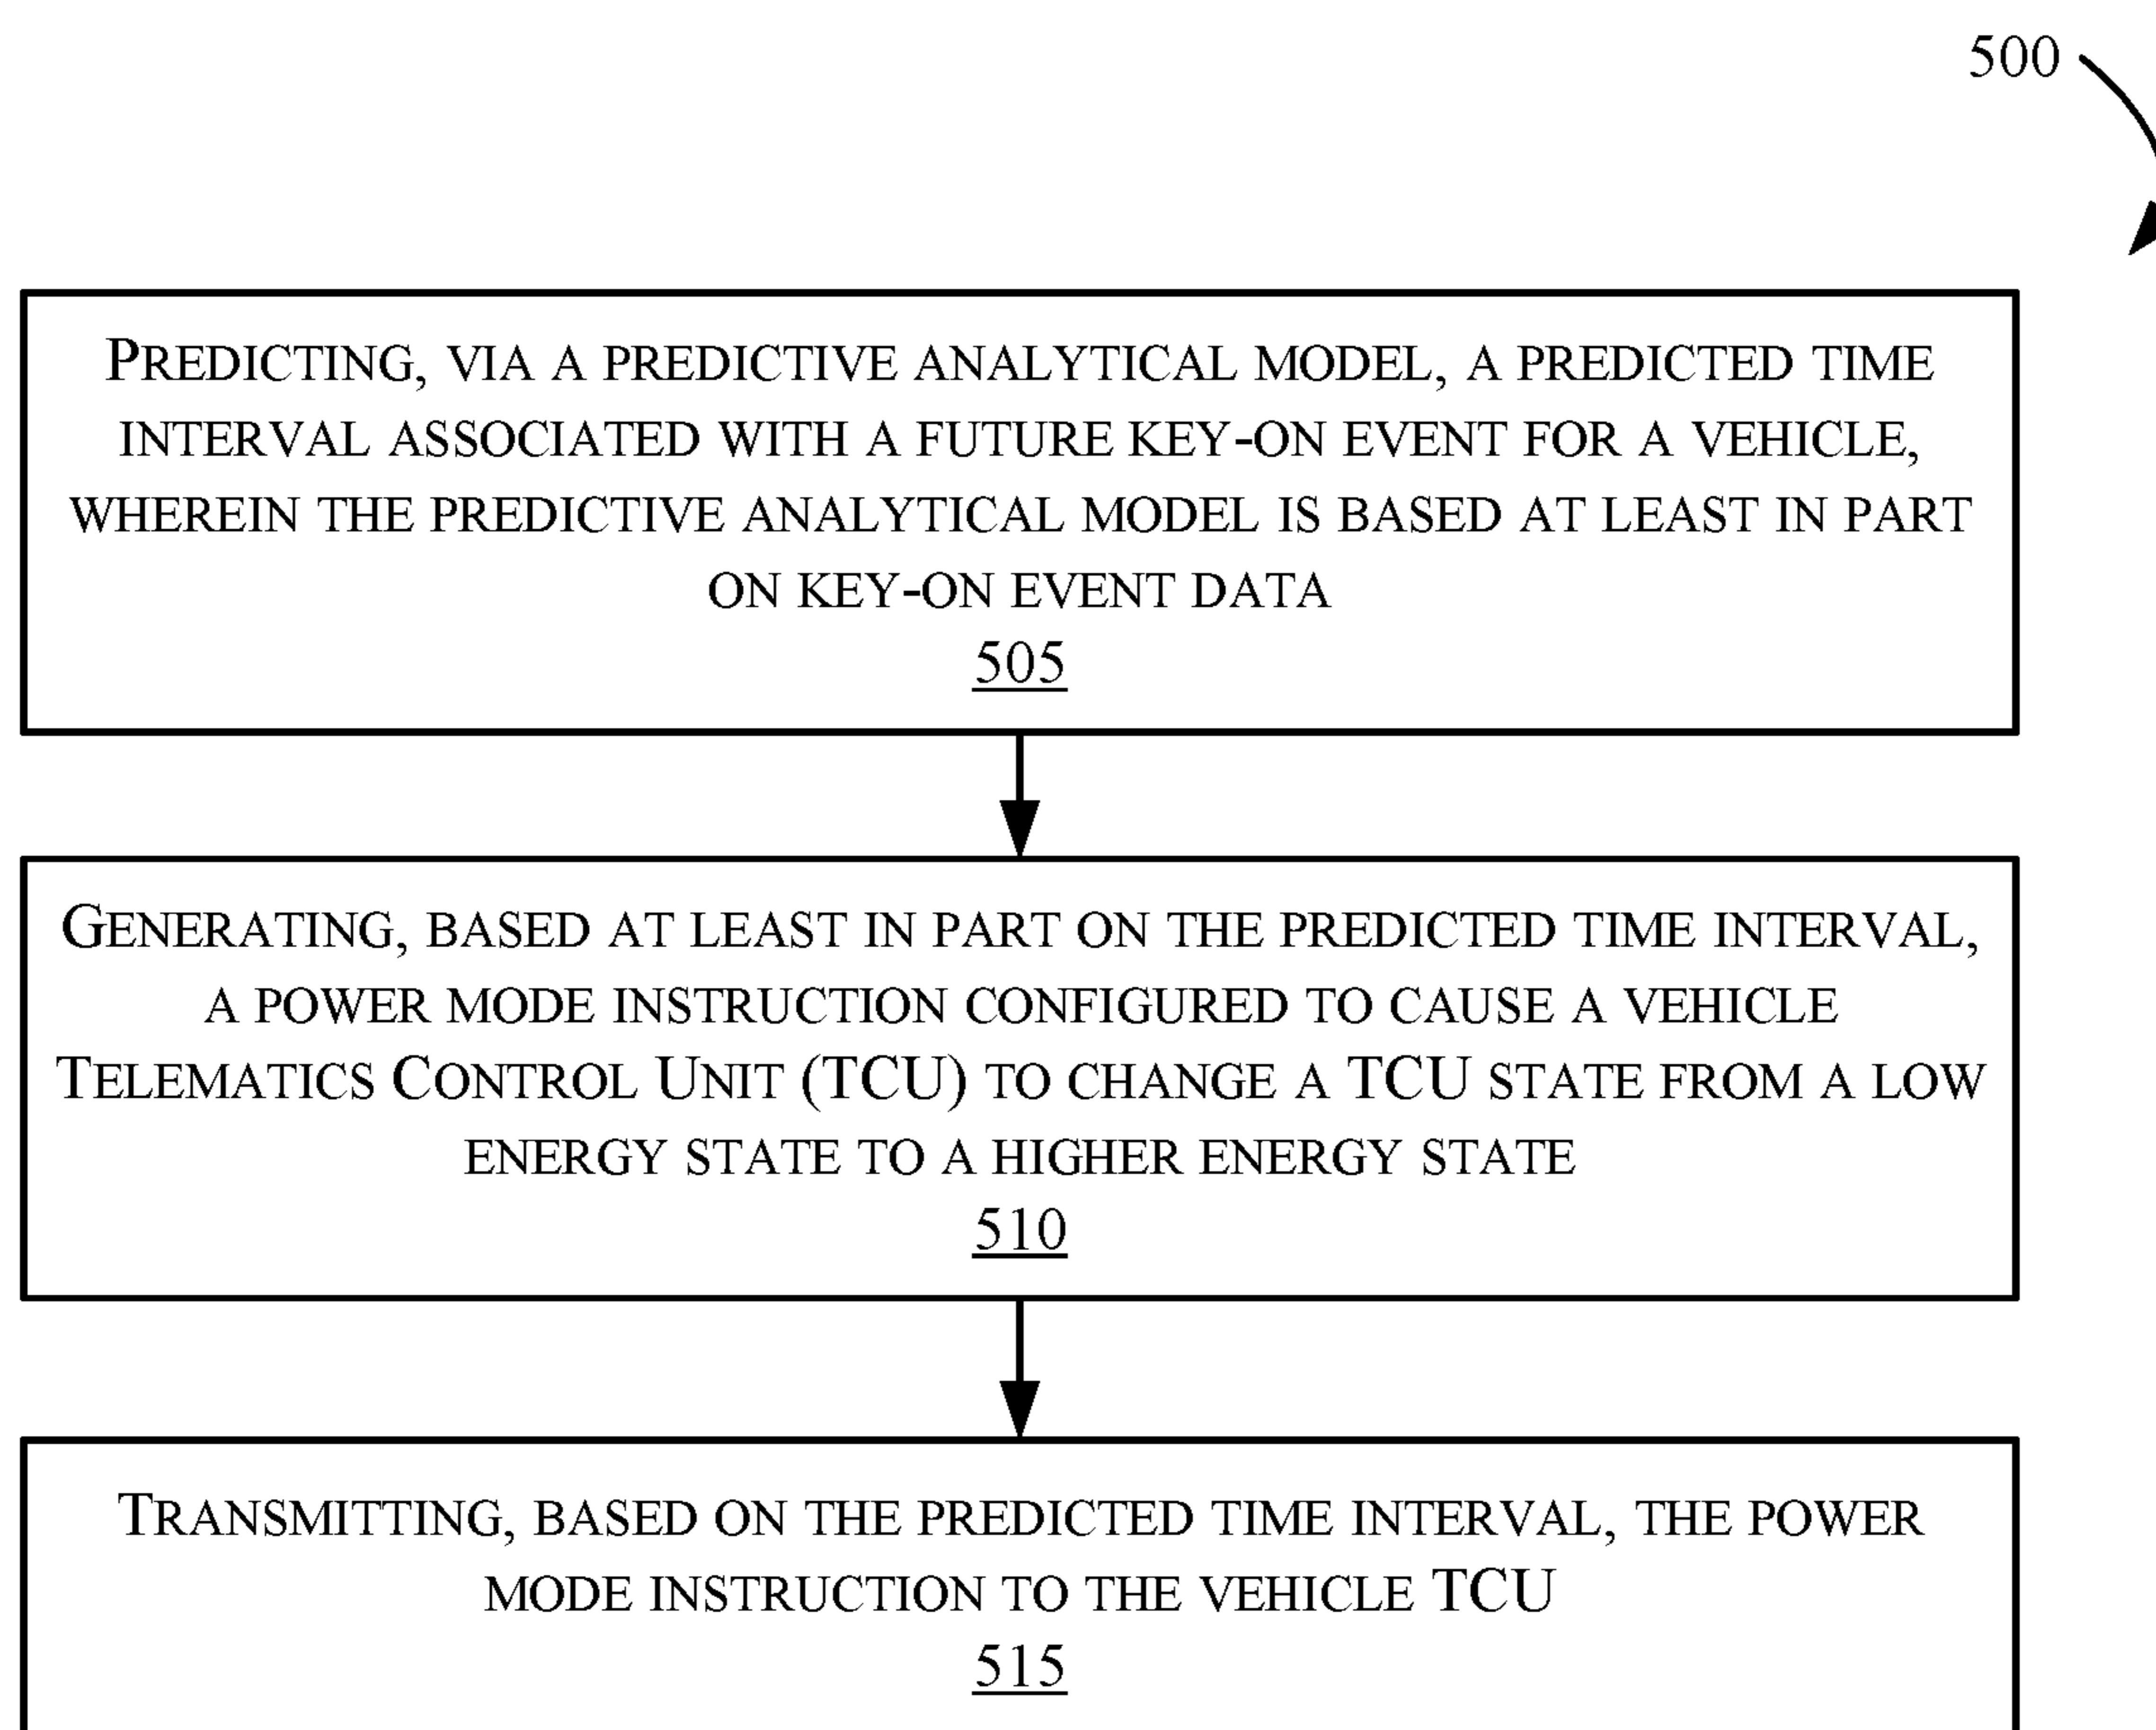 500
PREDICTING, VIA A PREDICTIVE ANALYTICAL MODEL, A PREDICTED TIME
INTERVAL ASSOCIATED WITH A FUTURE KEY-ON EVENT FOR A VEHICLE,
WHEREIN THE PREDICTIVE ANALYTICAL MODEL IS BASED AT LEAST IN PART
ON KEY-ON EVENT DATA
505
GENERATING, BASED AT LEAST IN PART ON THE PREDICTED TIME INTERVAL,
A POWER MODE INSTRUCTION CONFIGURED TO CAUSE A VEHICLE
TELEMATICS CONTROL UNIT (TCU) TO CHANGE A TCU STATE FROM A LOW
ENERGY STATE TO A HIGHER ENERGY STATE
510
TRANSMITTING, BASED ON THE PREDICTED TIME INTERVAL, THE POWER
MODE INSTRUCTION TO THE VEHICLE TCU
515